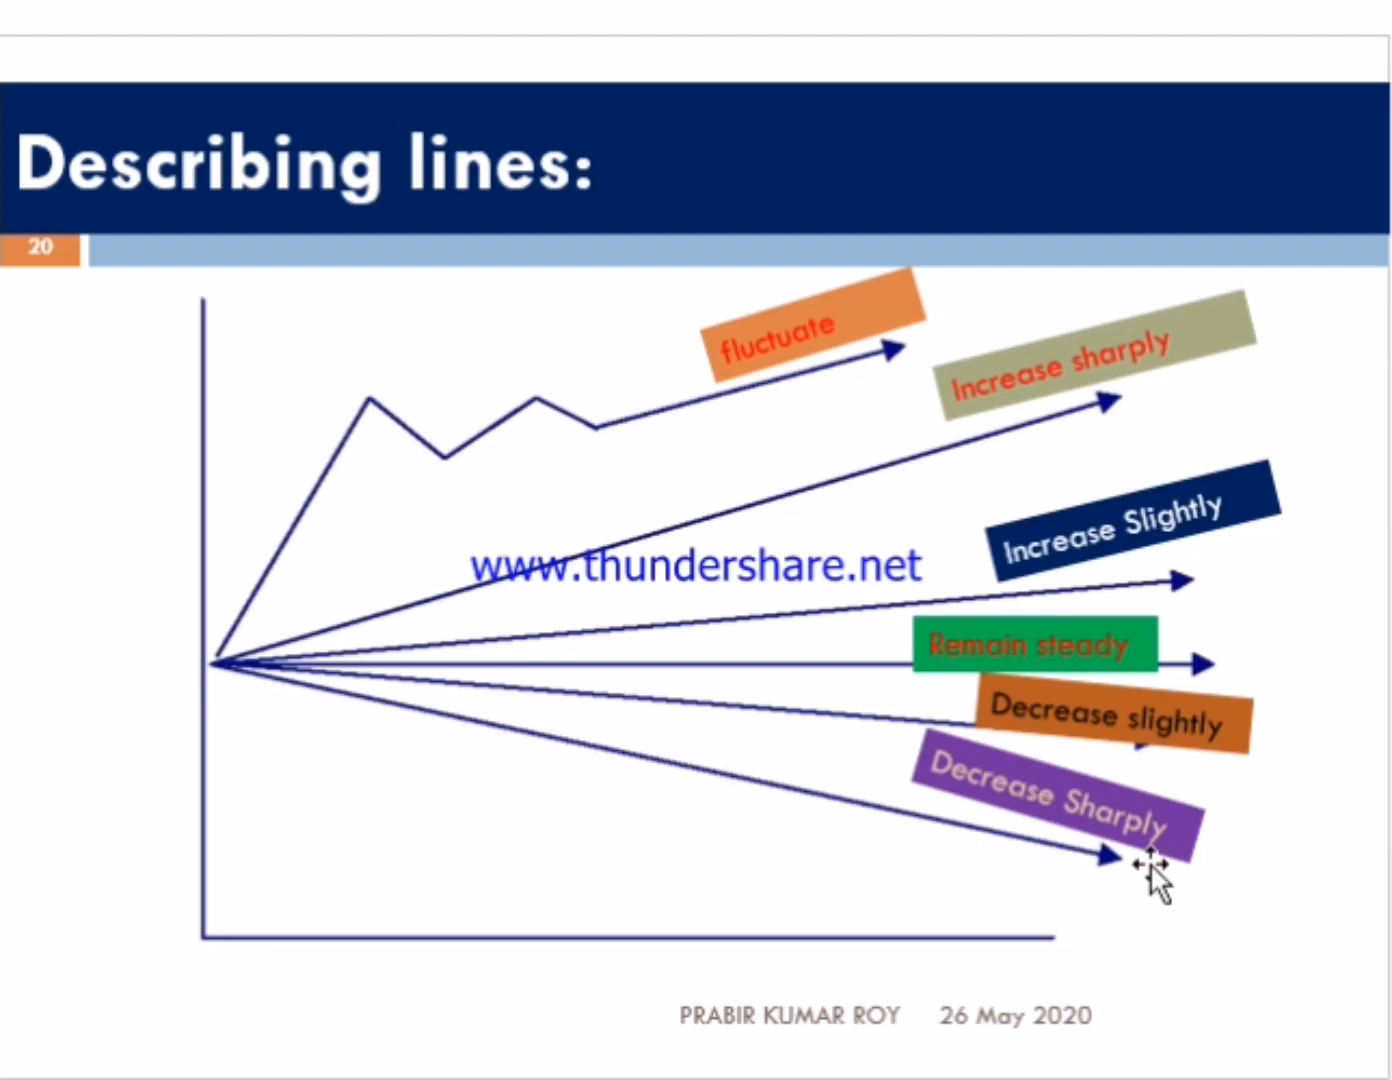 Describing lines:
20
fluctuate
Increase sharply
Increase Slightly
www.thundershare.net
Remain steady
Decrease slightly
Decrease Sharply
PRABIR KUMAR ROY 26 May 2020